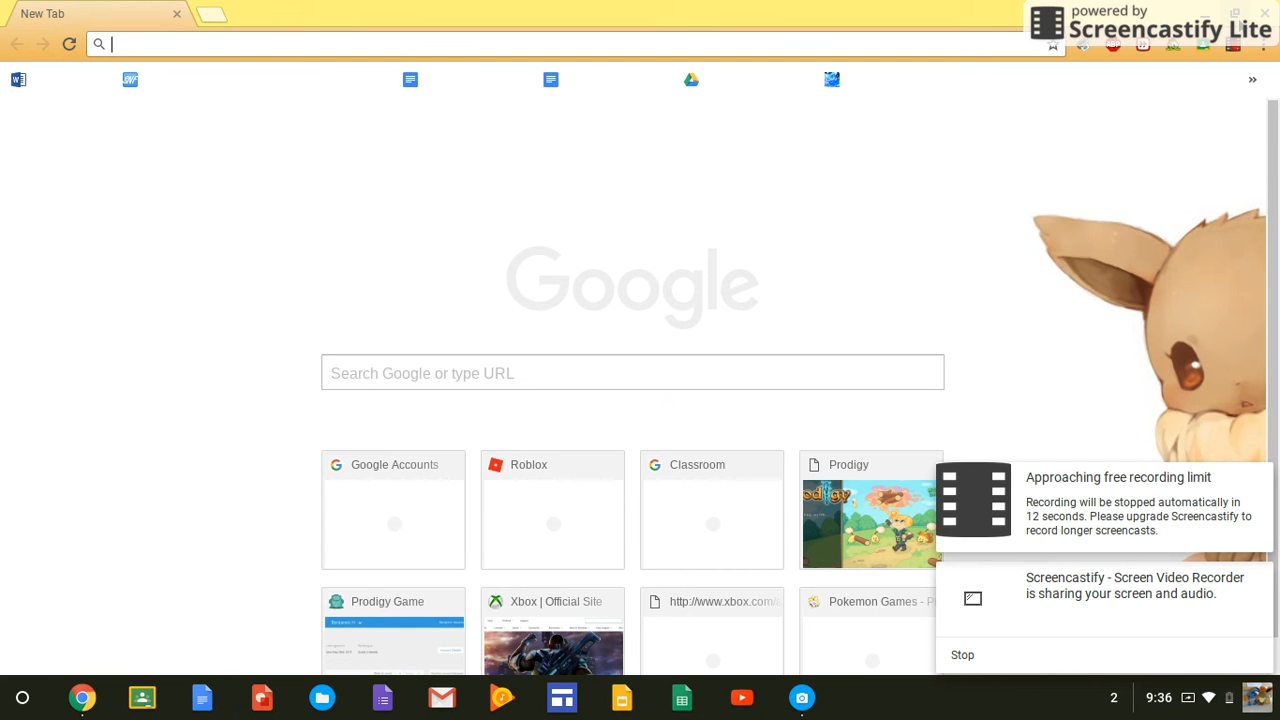 New Tab
powered by
Screencastify Lite
Google
Search Google or type URL
Google Accounts
Roblox
Classroom
Prodigy
Prodigy Game
Xbox | Official Site
http://www.xbox.com/
Pokemon Games - P
Approaching free recording limit
Recording will be stopped automatically in
12 seconds. Please upgrade Screencastify to
record longer screencasts.
Screencastify - Screen Video Recorder
is sharing your screen and audio.
Stop
2
9:36